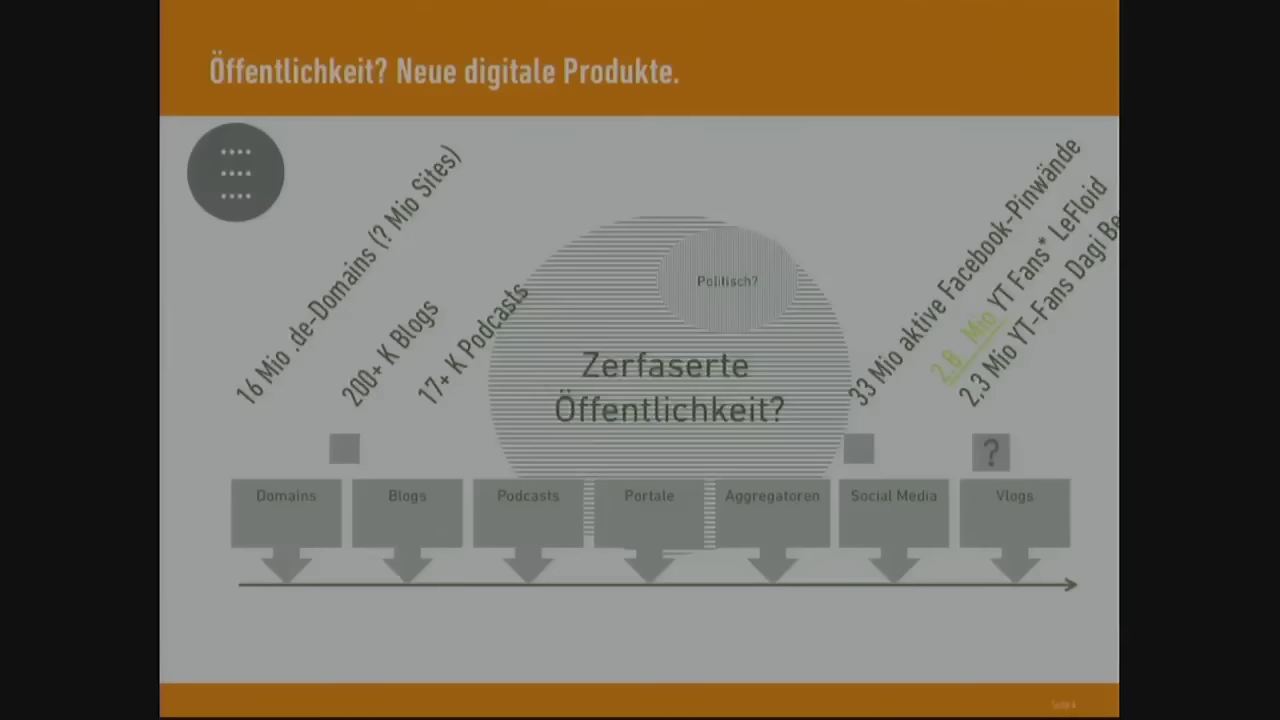 Öffentlichkeit? Neue digitale Produkte.
16 Mio .de-Domains (? Mio Sites)
200+ K Blogs
17+ K Podcasts
Politisch?
Zerfaserte
Öffentlichkeit?
33 Mio aktive Facebook-Pinwände
2,6 Mio YT Fans* LeFloid
2,3 Mio YT-Fans Dagi Be
?
Domains
Blogs
Podcasts
Portale
Aggregatoren
Social Media
Vlogs